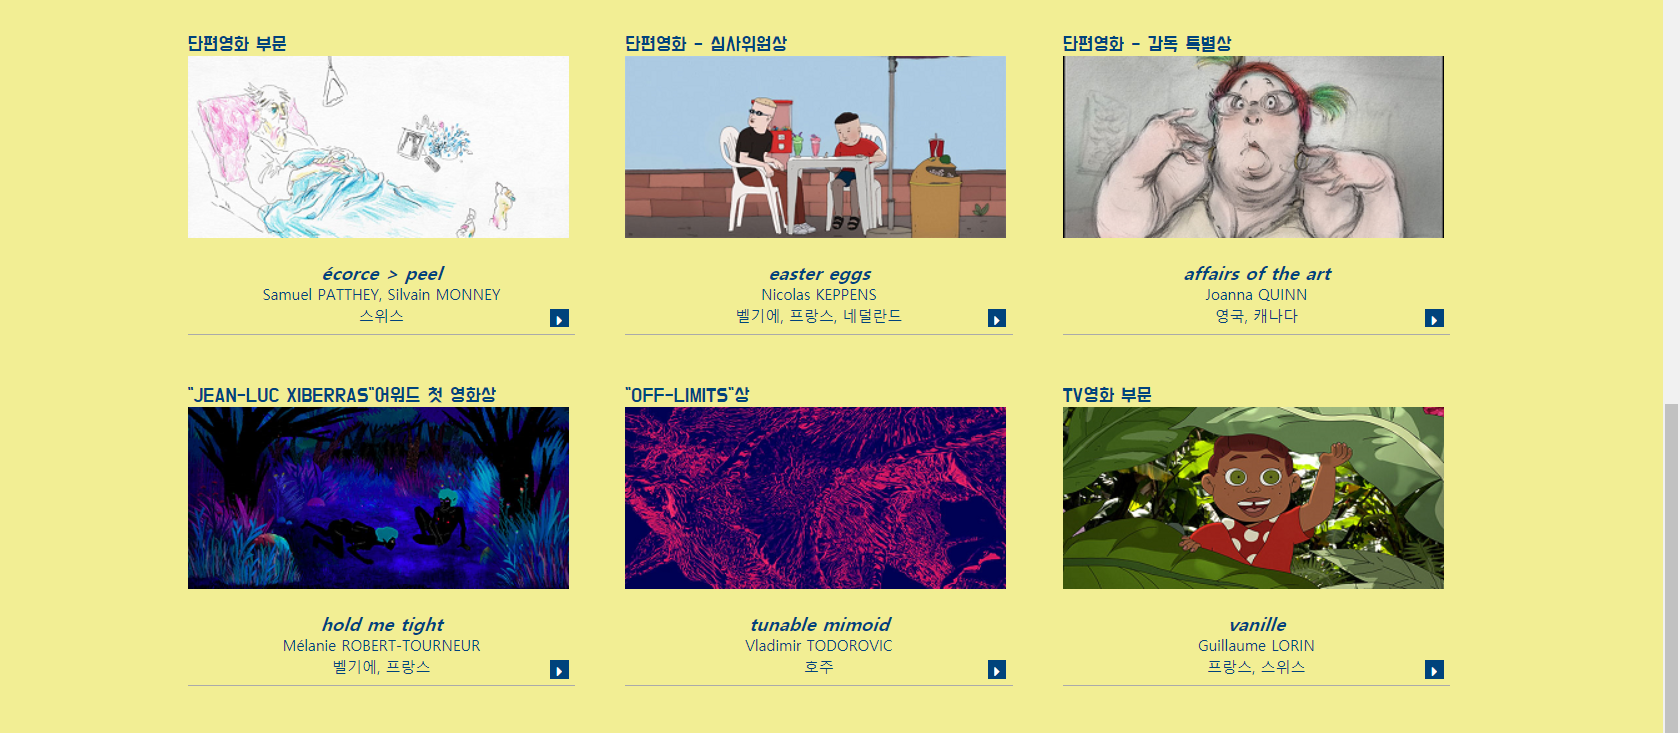 단편영화 부문
단편영화 - 심사위원상
단편영화 - 감독 특별상
écorce > peel
Samuel PATTHEY, Silvain MONNEY
스위스
easter eggs
Nicolas KEPPENS
벨기에, 프랑스, 네덜란드
affairs of the art
Joanna QUINN
영국, 캐나다
"JEAN-LUC XIBERRAS"어워드 첫 영화상
"OFF-LIMITS"상
TV영화 부문
hold me tight
Mélanie ROBERT-TOURNEUR
벨기에, 프랑스
tunable mimoid
Vladimir TODOROVIC
호주
vanille
Guillaume LORIN
프랑스, 스위스